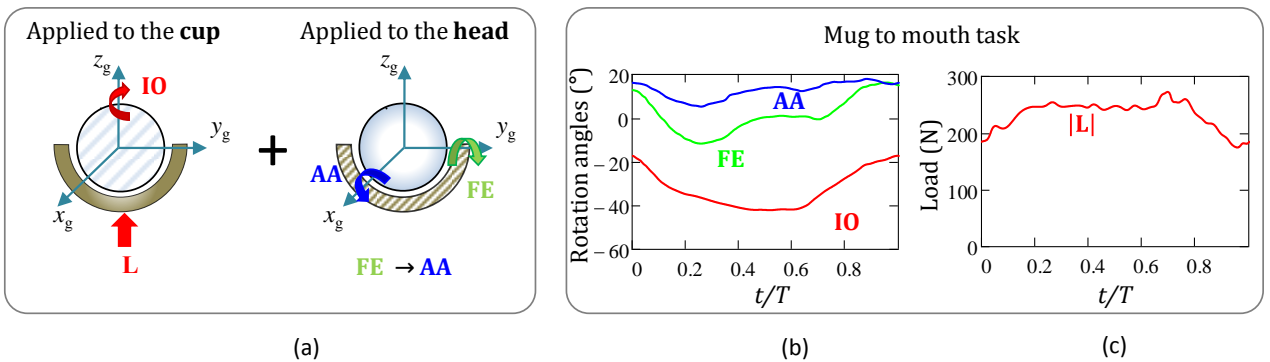 Applied to the cup
Applied to the head
z_g
IO
y_g
x_g
L
+
z_g
y_g
AA
FE
x_g
FE → AA
Mug to mouth task
Rotation angles (°)
20
0
−20
−40
−60
AA
FE
IO
0
0.2
0.4
0.6
0.8
t/T
Load (N)
300
200
100
0
|L|
0
0.2
0.4
0.6
0.8
t/T
(a)
(b)
(c)